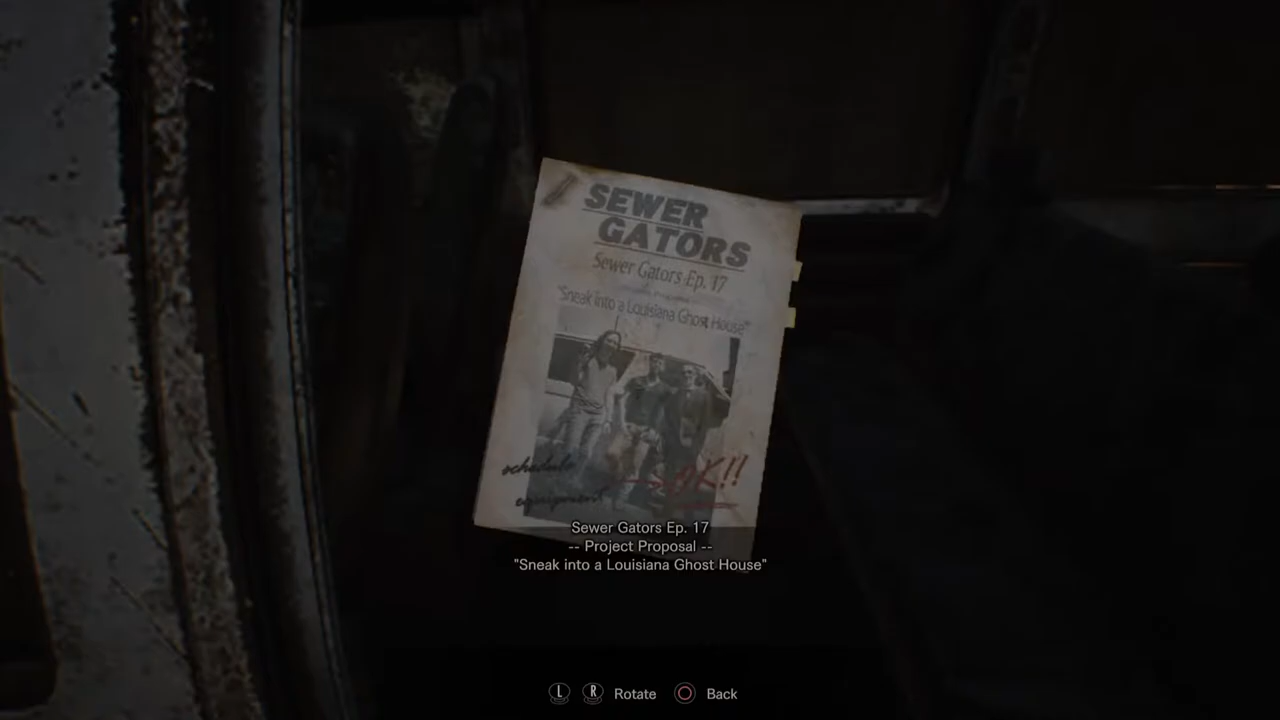 SEWER
GATORS
Sewer Gators Ep. 17
"Sneak into a Louisiana Ghost House"
schedule
equipment
OK!!
Sewer Gators Ep. 17
-- Project Proposal --
"Sneak into a Louisiana Ghost House"
L R Rotate Back